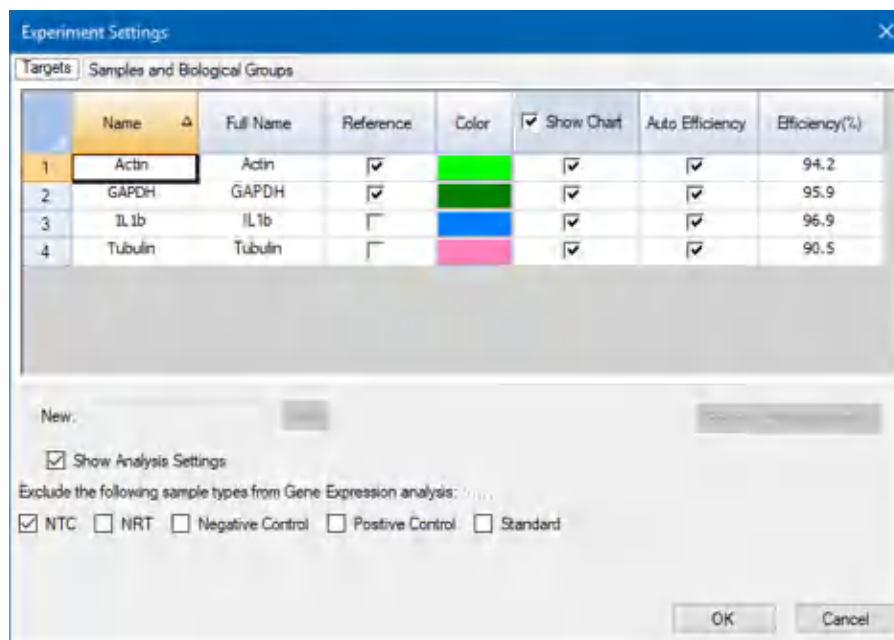 Experiment Settings
Targets Samples and Biological Groups
Name Full Name Reference Color Show Chart Auto Efficiency Efficiency(%)
1 Actin Actin 94.2
2 GAPDH GAPDH 95.9
3 IL1b IL1b 96.9
4 Tubulin Tubulin 90.5
New:
Show Analysis Settings
Exclude the following sample types from Gene Expression analysis:
NTC NRT Negative Control Postive Control Standard
OK Cancel